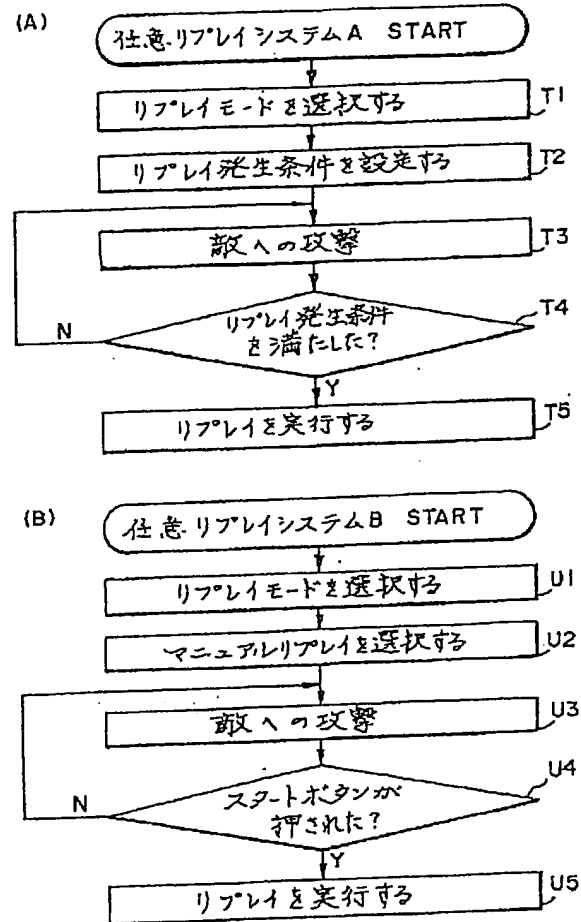 (A)
任意リプレイシステムA START
リプレイモードを選択する T1
リプレイ発生条件を設定する T2
敵への攻撃 T3
リプレイ発生条件
を満たした? T4
N
Y
リプレイを実行する T5
(B)
任意リプレイシステムB START
リプレイモードを選択する U1
マニュアルリプレイを選択する U2
敵への攻撃 U3
スタートボタンが
押された? U4
N
Y
リプレイを実行する U5